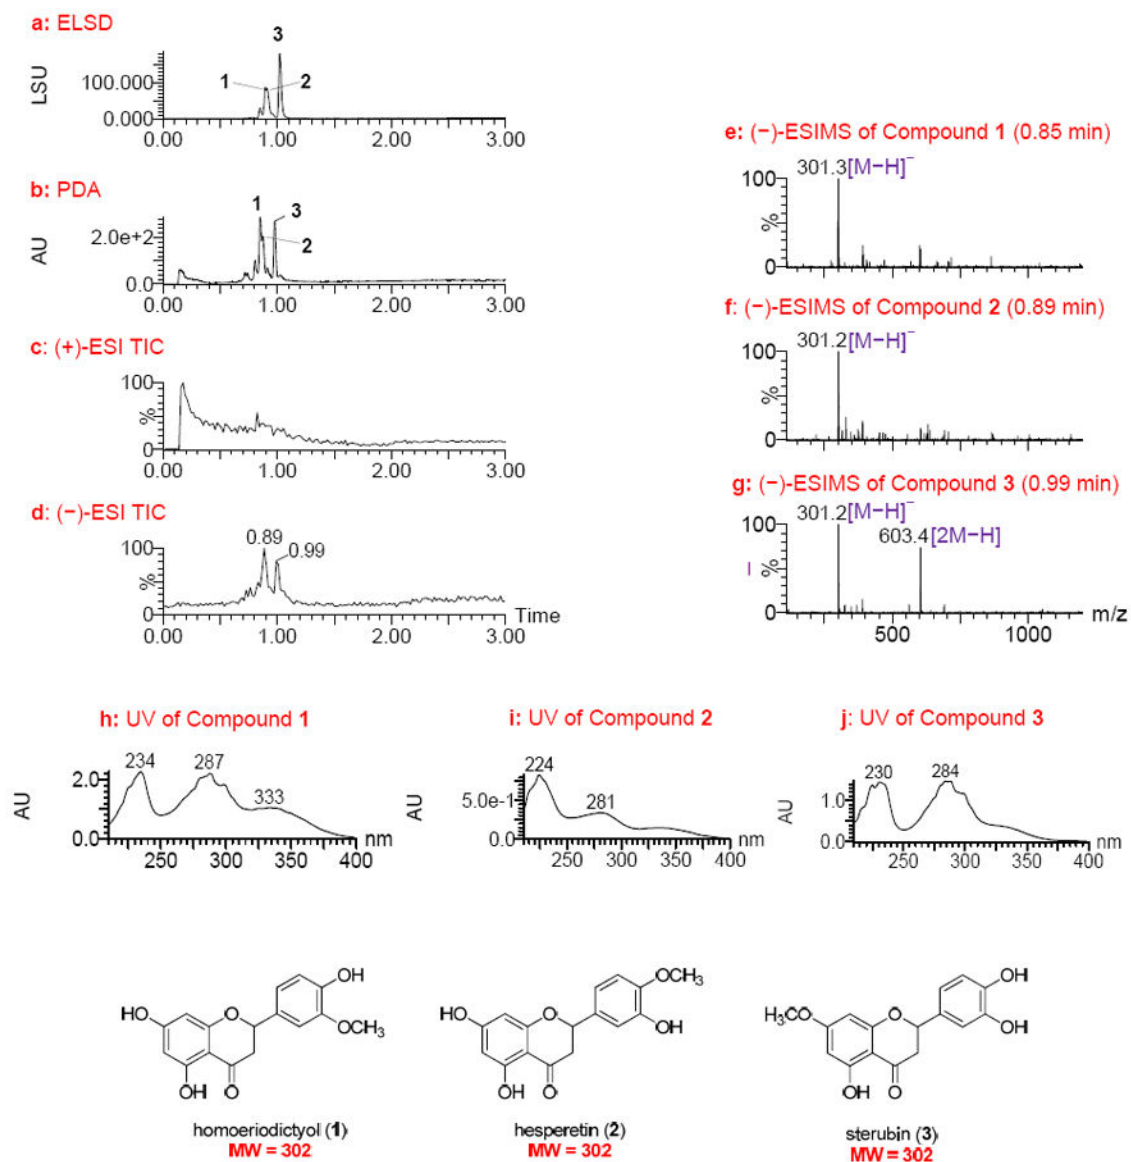 a: ELSD
3
1
2
LSU
100.000
0.000
0.00 1.00 2.00 3.00
b: PDA
1
3
2
AU
2.0e+2
0.0
0.00 1.00 2.00 3.00
c: (+)-ESI TIC
100
%
0
0.00 1.00 2.00 3.00
d: (−)-ESI TIC
0.89
0.99
100
%
0
Time
0.00 1.00 2.00 3.00
e: (−)-ESIMS of Compound 1 (0.85 min)
301.3[M−H]⁻
100
%
0
f: (−)-ESIMS of Compound 2 (0.89 min)
301.2[M−H]⁻
100
%
0
g: (−)-ESIMS of Compound 3 (0.99 min)
301.2[M−H]⁻
603.4[2M−H]
100
– %
0
m/z
500 1000
h: UV of Compound 1
234
287
333
2.0
AU
0.0
nm
250 300 350 400
i: UV of Compound 2
224
281
5.0e-1
AU
0.0
nm
250 300 350 400
j: UV of Compound 3
230
284
1.0
AU
0.0
nm
250 300 350 400
OH
HO
O
OCH₃
OH
O
homoeriodictyol (1)
MW = 302
OCH₃
HO
O
OH
OH
O
hesperetin (2)
MW = 302
OH
H₃CO
O
OH
OH
O
sterubin (3)
MW = 302